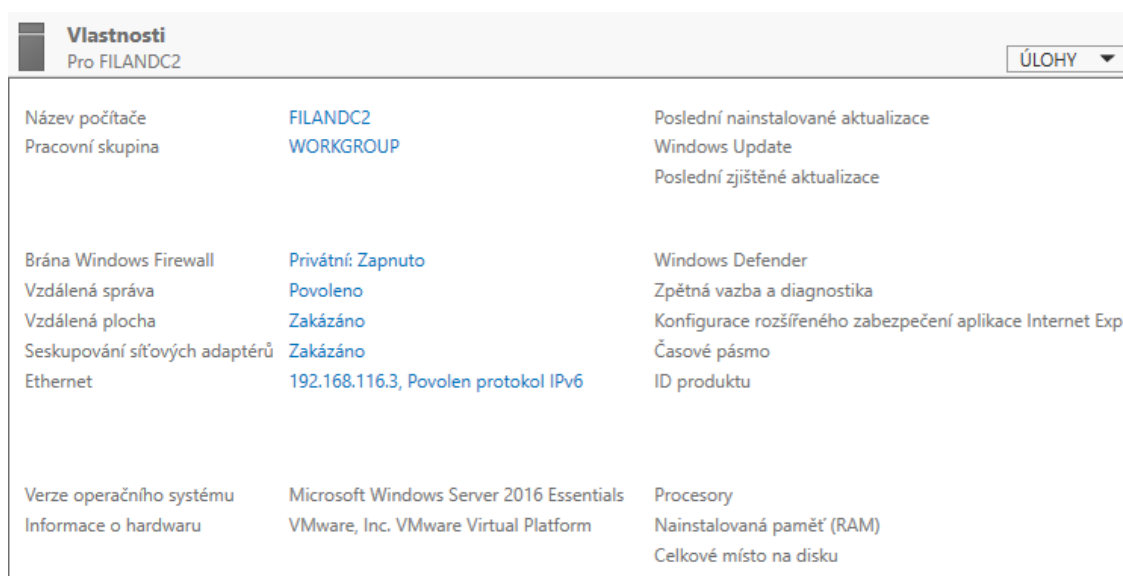 Vlastnosti
Pro FILANDC2
ÚLOHY
Název počítače FILANDC2 Poslední nainstalované aktualizace
Pracovní skupina WORKGROUP Windows Update
Poslední zjištěné aktualizace
Brána Windows Firewall Privátní: Zapnuto Windows Defender
Vzdálená správa Povoleno Zpětná vazba a diagnostika
Vzdálená plocha Zakázáno Konfigurace rozšířeného zabezpečení aplikace Internet Exp
Seskupování síťových adaptérů Zakázáno Časové pásmo
Ethernet 192.168.116.3, Povolen protokol IPv6 ID produktu
Verze operačního systému Microsoft Windows Server 2016 Essentials Procesory
Informace o hardwaru VMware, Inc. VMware Virtual Platform Nainstalovaná paměť (RAM)
Celkové místo na disku